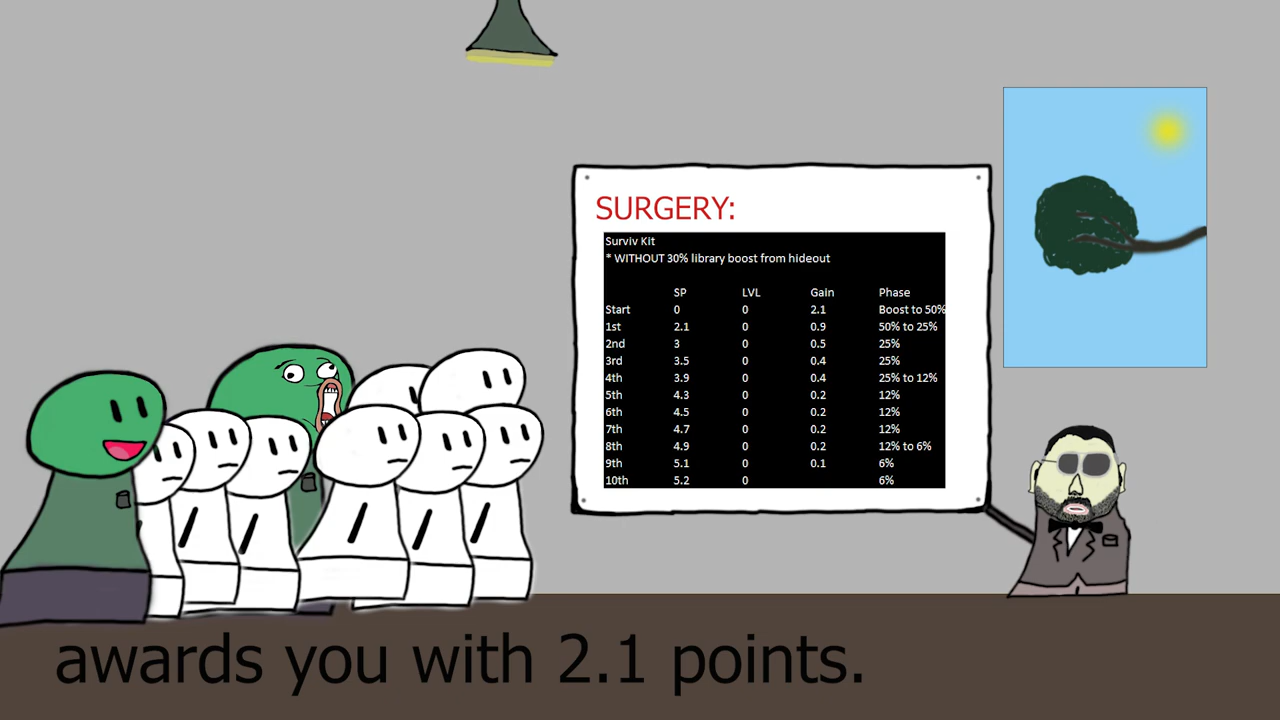 SURGERY:
Surviv Kit
* WITHOUT 30% library boost from hideout
SP LVL Gain Phase
Start 0 0 2.1 Boost to 50%
1st 2.1 0 0.9 50% to 25%
2nd 3 0 0.5 25%
3rd 3.5 0 0.4 25%
4th 3.9 0 0.4 25% to 12%
5th 4.3 0 0.2 12%
6th 4.5 0 0.2 12%
7th 4.7 0 0.2 12%
8th 4.9 0 0.2 12% to 6%
9th 5.1 0 0.1 6%
10th 5.2 0 6%
awards you with 2.1 points.